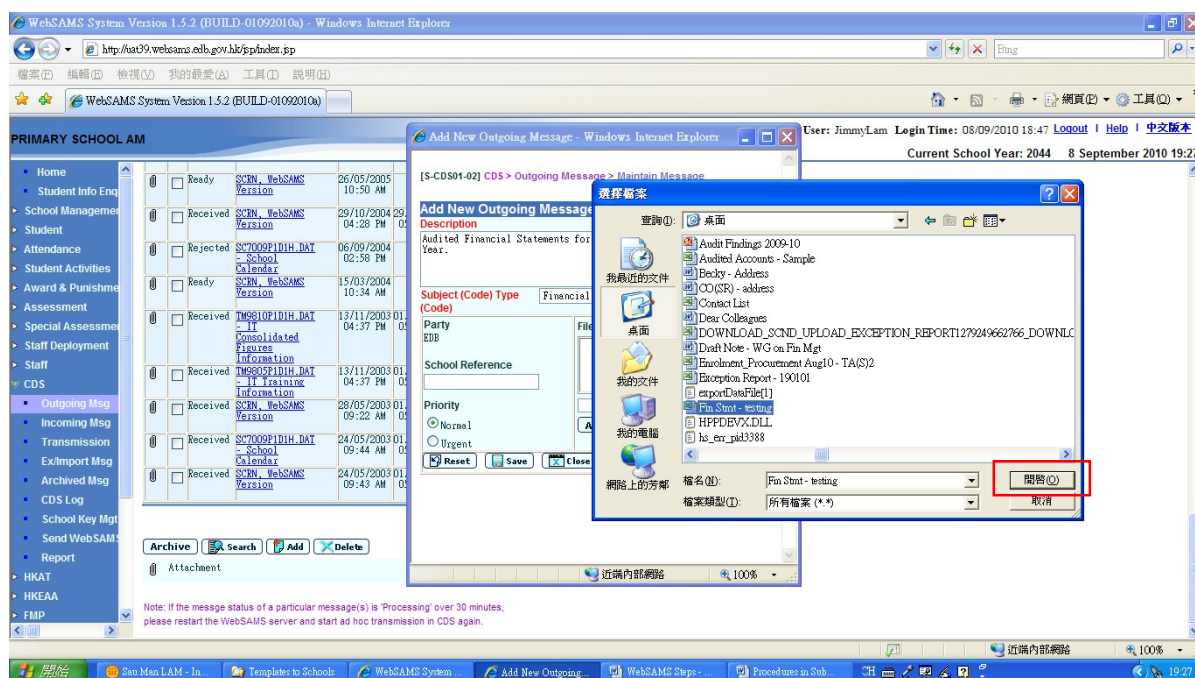 WebSAMS System Version 1.5.2 (BUILD-01092010a) - Windows Internet Explorer
http://uat39.websams.edb.gov.hk/jsp/index.jsp
Bing
檔案(F) 編輯(E) 檢視(V) 我的最愛(A) 工具(T) 說明(H)
WebSAMS System Version 1.5.2 (BUILD-01092010a)
網頁(P) 工具(O)
PRIMARY SCHOOL AM
User: JimmyLam Login Time: 08/09/2010 18:47 Logout | Help | 中文版本
Current School Year: 2044 8 September 2010 19:27
Home
Student Info Enq
School Managemen
Student
Attendance
Student Activities
Award & Punishme
Assessment
Special Assessmen
Staff Deployment
Staff
CDS
Outgoing Msg
Incoming Msg
Transmission
Ex/Import Msg
Archived Msg
CDS Log
School Key Mgt
Send WebSAMS
Report
HKAT
HKEAA
FMP
Ready SCRN, WebSAMS Version 26/05/2005 10:50 AM
Received SCRN, WebSAMS Version 29/10/2004 04:28 PM
Rejected SC7009P1D1H.DAT - School Calendar 06/09/2004 02:58 PM
Ready SCRN, WebSAMS Version 15/03/2004 10:34 AM
Received TM9810P1D1H.DAT - IT Consolidated Figures Information 13/11/2003 04:37 PM
Received TM9805P1D1H.DAT - IT Training Information 13/11/2003 04:37 PM
Received SCRN, WebSAMS Version 28/05/2003 09:22 AM
Received SC7009P1D1H.DAT - School Calendar 24/05/2003 09:44 AM
Received SCRN, WebSAMS Version 24/05/2003 09:43 AM
Archive Search Add Delete
Attachment
Note: If the messge status of a particular message(s) is 'Processing' over 30 minutes,
please restart the WebSAMS server and start ad hoc transmission in CDS again.
Add New Outgoing Message - Windows Internet Explorer
[S-CDS01-02] CDS > Outgoing Message > Maintain Message
Add New Outgoing Message
Description
Audited Financial Statements for
Year.
Subject (Code) Type Financial
(Code)
Party File
EDB
School Reference
Priority
Normal A
Urgent
Reset Save Close
近端內部網路 100%
選擇檔案
查詢(I): 桌面
我最近的文件
桌面
我的文件
我的電腦
網路上的芳鄰
Audit Findings 2009-10
Audited Accounts - Sample
Becky - Address
CO(SR) - address
Contact List
Dear Colleagues
DOWNLOAD_SCND_UPLOAD_EXCEPTION_REPORT1279249662766_DOWNLC
Draft Note - WG on Fin Mgt
Enrolment_Procurement Aug10 - TA(S)2
Exception Report - 190101
exportDataFile[1]
Fin Stmt - testing
HPPDEVX.DLL
hs_err_pid3388
檔名(N): Fin Stmt - testing 開啓(O)
檔案類型(T): 所有檔案 (*.*) 取消
近端內部網路 100%
開始 Sau Man LAM - In... Templates to Schools WebSAMS System ... Add New Outgoing... WebSAMS Steps - ... Procedures in Sub... CH 19:27